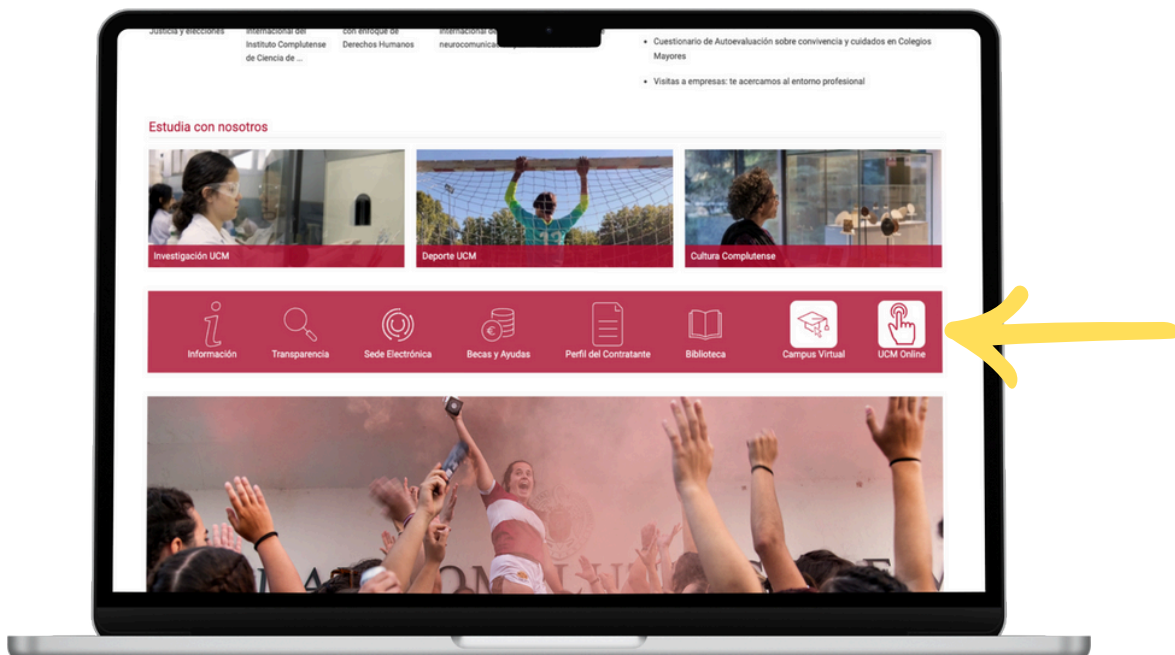 Justicia y elecciones
Internacional del
Instituto Complutense
de Ciencia de ...
con enfoque de
Derechos Humanos
internacional de
• Cuestionario de Autoevaluación sobre convivencia y cuidados en Colegios
Mayores
• Visitas a empresas: te acercamos al entorno profesional
Estudia con nosotros
Investigación UCM
Deporte UCM
Cultura Complutense
Información
Transparencia
Sede Electrónica
Becas y Ayudas
Perfil del Contratante
Biblioteca
Campus Virtual
UCM Online